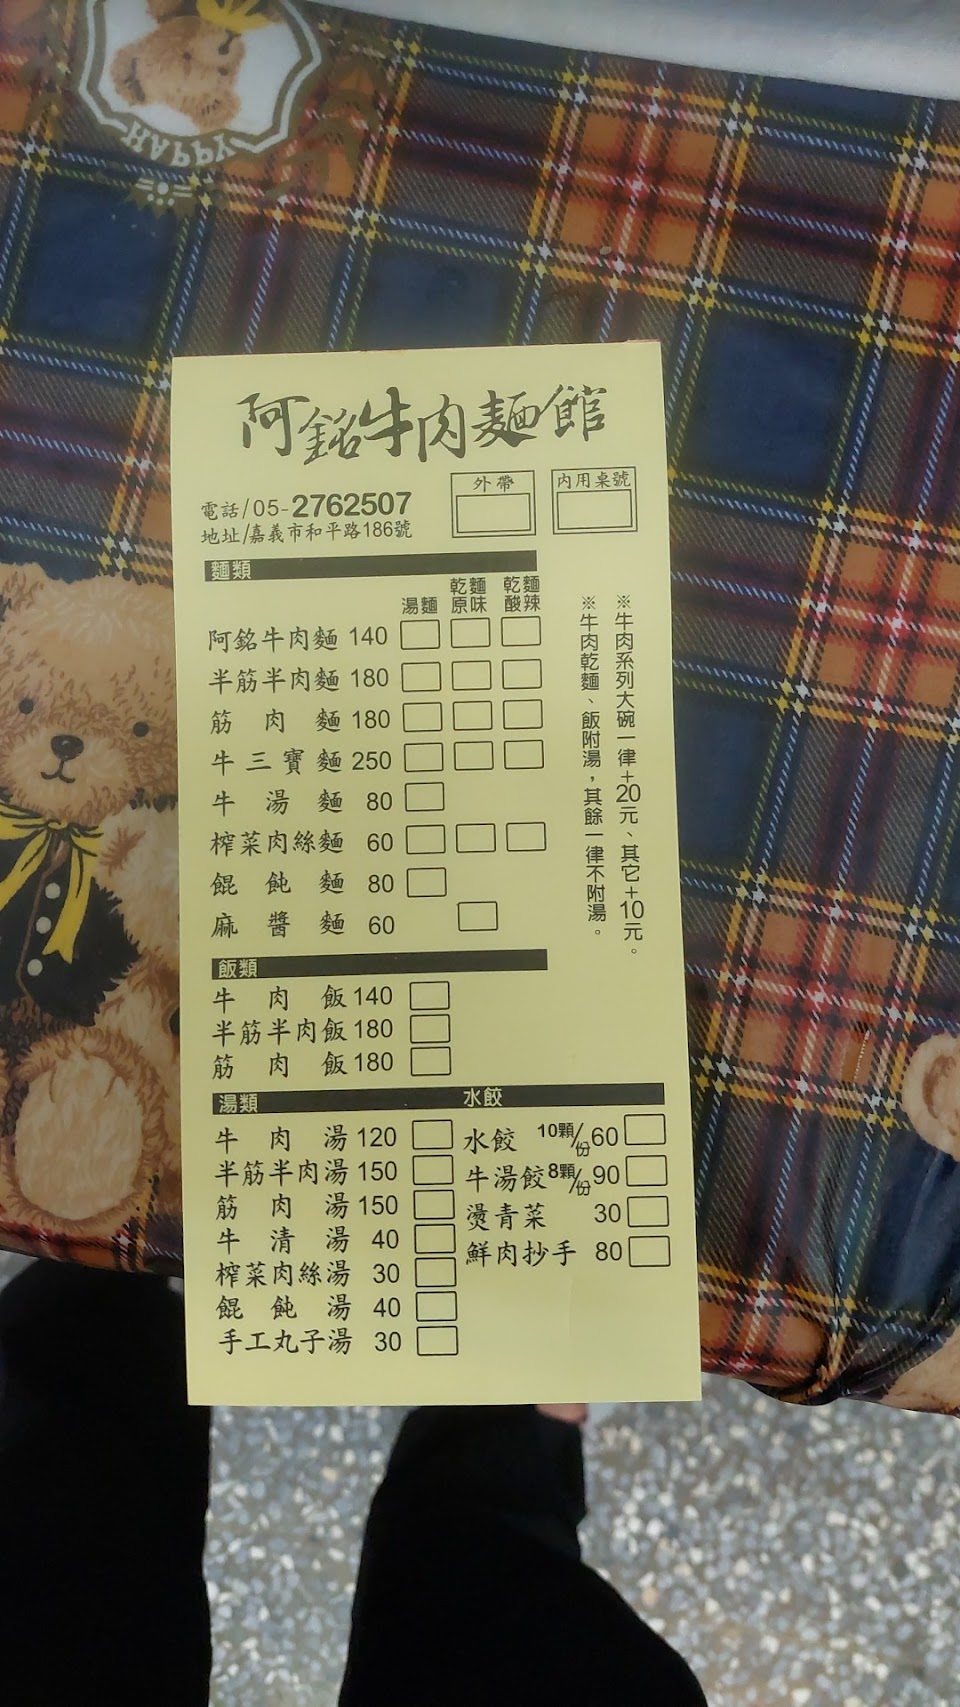 HAPPY
阿銘牛肉麵館
電話/05-2762507
地址/嘉義市和平路186號
外帶
內用桌號
麵類
湯麵 乾麵原味 乾麵酸辣
阿銘牛肉麵 140
半筋半肉麵 180
筋肉麵 180
牛三寶麵 250
牛湯麵 80
榨菜肉絲麵 60
餛飩麵 80
麻醬麵 60
※牛肉系列大碗一律+20元、其它+10元。
※牛肉乾麵、飯附湯，其餘一律不附湯。
飯類
牛肉飯 140
半筋半肉飯 180
筋肉飯 180
湯類
牛肉湯 120
半筋半肉湯 150
筋肉湯 150
牛清湯 40
榨菜肉絲湯 30
餛飩湯 40
手工丸子湯 30
水餃
水餃 10顆/份 60
牛湯餃 8顆/份 90
燙青菜 30
鮮肉抄手 80